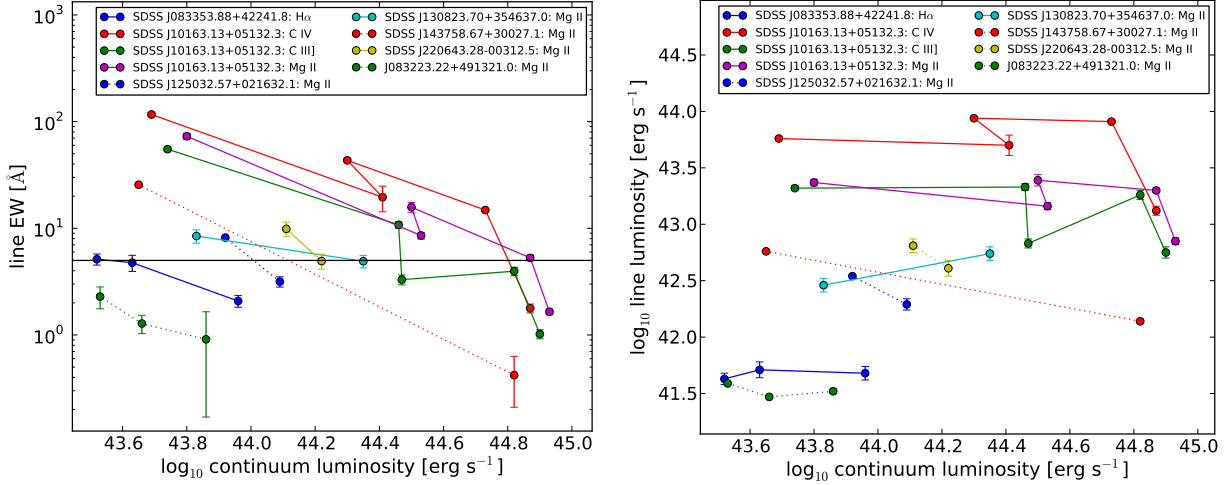 SDSS J083353.88+42241.8: Hα
SDSS J10163.13+05132.3: C IV
SDSS J10163.13+05132.3: C III]
SDSS J10163.13+05132.3: Mg II
SDSS J125032.57+021632.1: Mg II
SDSS J130823.70+354637.0: Mg II
SDSS J143758.67+30027.1: Mg II
SDSS J220643.28-00312.5: Mg II
J083223.22+491321.0: Mg II
10³
10²
10¹
10⁰
line EW [Å]
43.6 43.8 44.0 44.2 44.4 44.6 44.8 45.0
log₁₀ continuum luminosity [erg s⁻¹]
SDSS J083353.88+42241.8: Hα
SDSS J10163.13+05132.3: C IV
SDSS J10163.13+05132.3: C III]
SDSS J10163.13+05132.3: Mg II
SDSS J125032.57+021632.1: Mg II
SDSS J130823.70+354637.0: Mg II
SDSS J143758.67+30027.1: Mg II
SDSS J220643.28-00312.5: Mg II
J083223.22+491321.0: Mg II
44.5
44.0
43.5
43.0
42.5
42.0
41.5
log₁₀ line luminosity [erg s⁻¹]
43.6 43.8 44.0 44.2 44.4 44.6 44.8 45.0
log₁₀ continuum luminosity [erg s⁻¹]